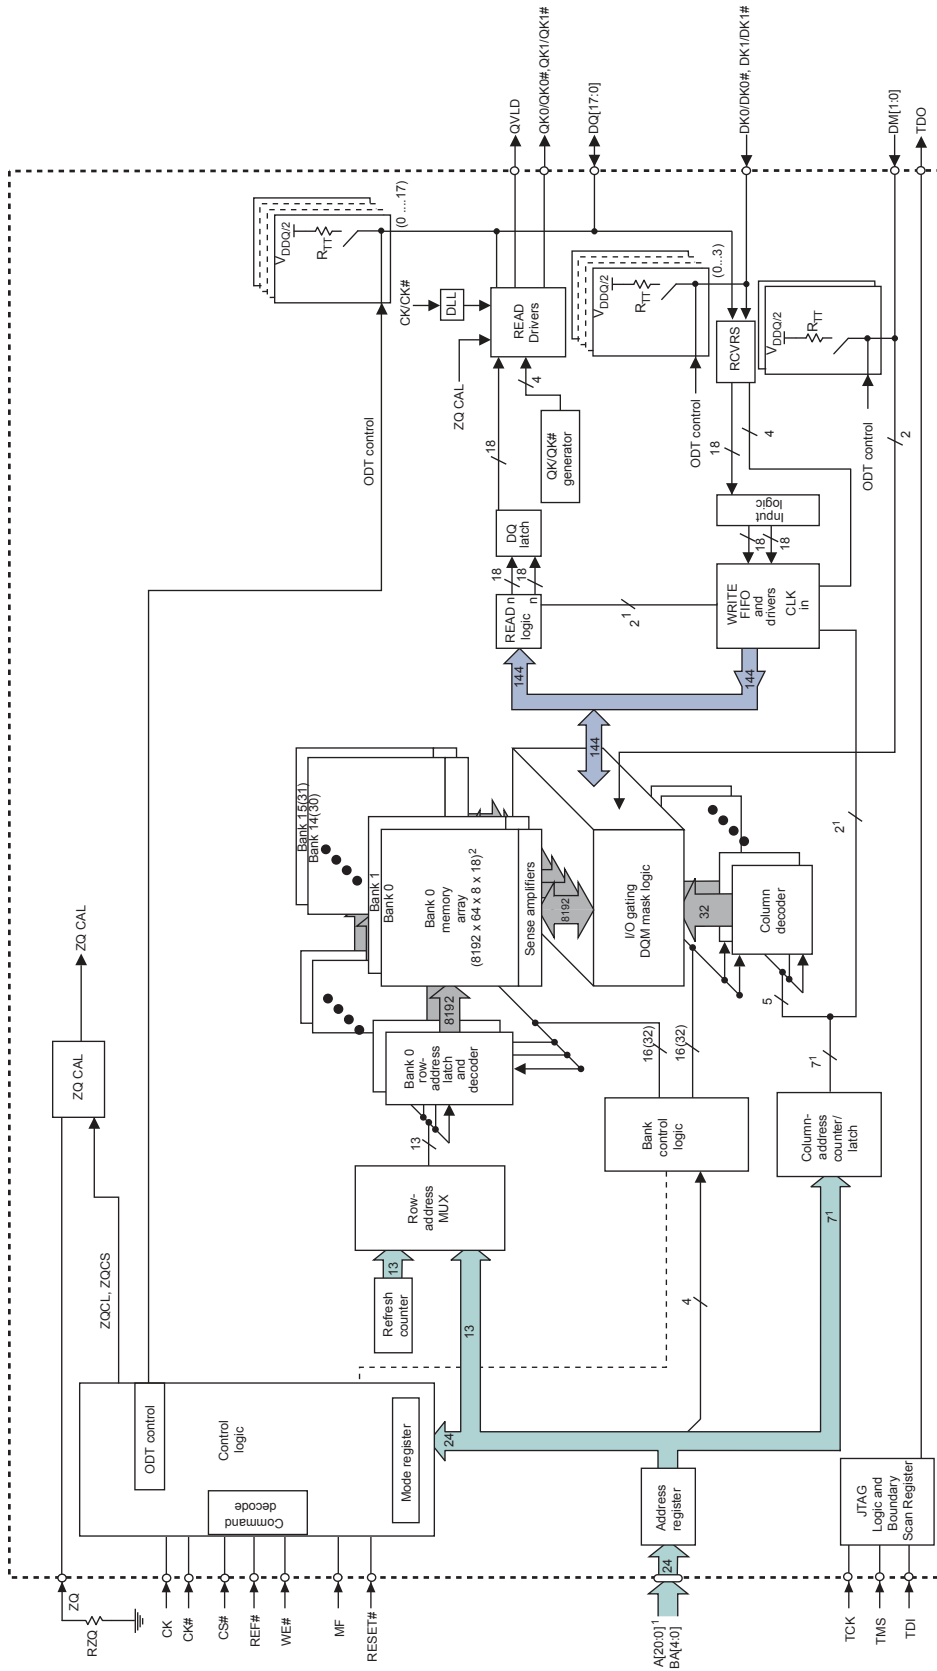 ZQ
RZQ
CK
CK#
CS#
REF#
WE#
MF
RESET#
A[20:0]¹
BA[4:0]
24
TCK
TMS
TDI
ODT control
Control
logic
Command
decode
Mode register
Address
register
JTAG
Logic and
Boundary
Scan Register
24
ZQCL, ZQCS
Refresh
counter
13
13
4
7¹
ZQ CAL
ZQ CAL
Row-
address
MUX
13
Bank
control
logic
16(32)
16(32)
Column-
address
counter/
latch
7¹
5
2¹
Bank 0
row-
address
latch
and
decoder
8192
Bank 15(31)
Bank 14(30)
Bank 1
Bank 0
Bank 0
memory
array
(8192 x 64 x 8 x 18)²
Sense amplifiers
8192
I/O gating
DQM mask logic
32
Column
decoder
144
144
144
READ n
logic n
18
18
DQ
latch
18
2¹
WRITE
FIFO
and
drivers
CLK
in
18
18
Input
logic
18
4
QK/QK#
generator
4
ODT control
ZQ CAL
CK/CK#
DLL
READ
Drivers
VDDQ/2
RTT
(0 ....17)
ODT control
VDDQ/2
RTT
(0...3)
RCVRS
ODT control
VDDQ/2
RTT
2
QVLD
QK0/QK0#,QK1/QK1#
DQ[17:0]
DK0/DK0#, DK1/DK1#
DM[1:0]
TDO